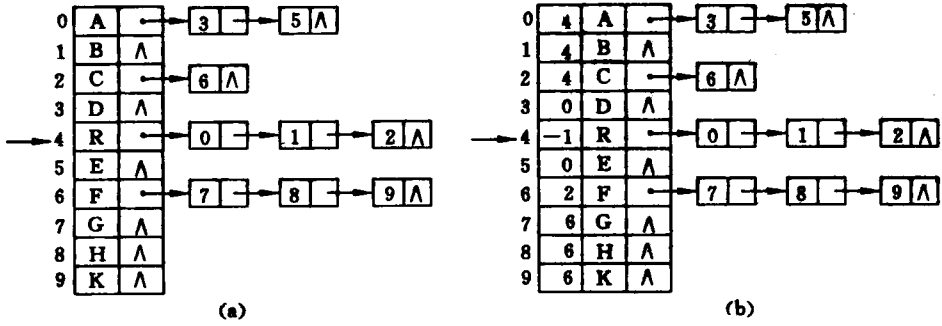 0 A 3 5 ∧
1 B ∧
2 C 6 ∧
3 D ∧
4 R 0 1 2 ∧
5 E ∧
6 F 7 8 9 ∧
7 G ∧
8 H ∧
9 K ∧
(a)
0 4 A 3 5 ∧
1 4 B ∧
2 4 C 6 ∧
3 0 D ∧
4 -1 R 0 1 2 ∧
5 0 E ∧
6 2 F 7 8 9 ∧
7 6 G ∧
8 6 H ∧
9 6 K ∧
(b)